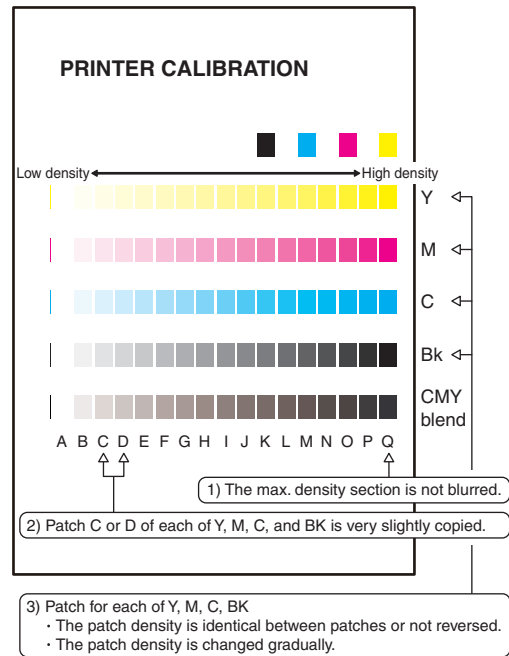 PRINTER CALIBRATION
Low density High density
Y
M
C
Bk
CMY
blend
A B C D E F G H I J K L M N O P Q
1) The max. density section is not blurred.
2) Patch C or D of each of Y, M, C, and BK is very slightly copied.
3) Patch for each of Y, M, C, BK
· The patch density is identical between patches or not reversed.
· The patch density is changed gradually.